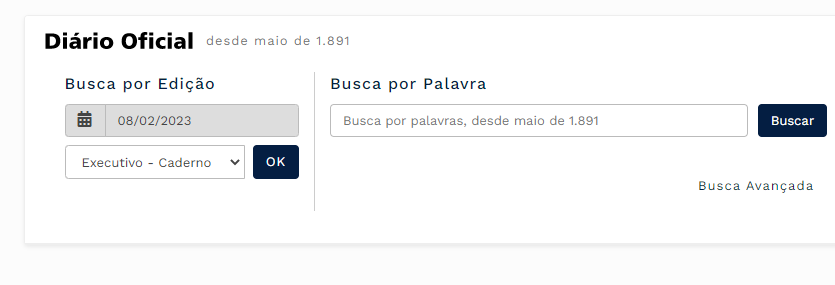 Diário Oficial desde maio de 1.891
Busca por Edição
08/02/2023
Executivo - Caderno
OK
Busca por Palavra
Busca por palavras, desde maio de 1.891
Buscar
Busca Avançada